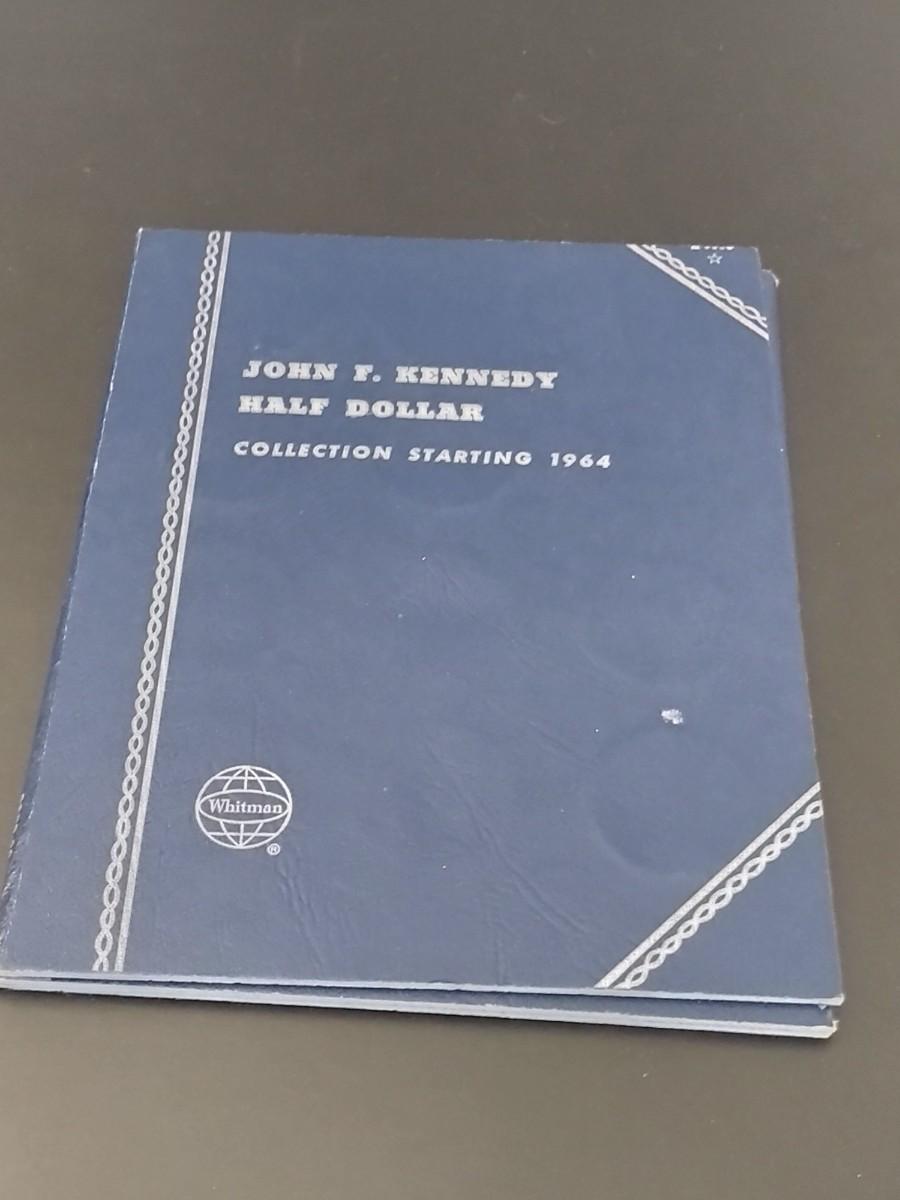 ☆
JOHN F. KENNEDY
HALF DOLLAR
COLLECTION STARTING 1964
Whitman
®